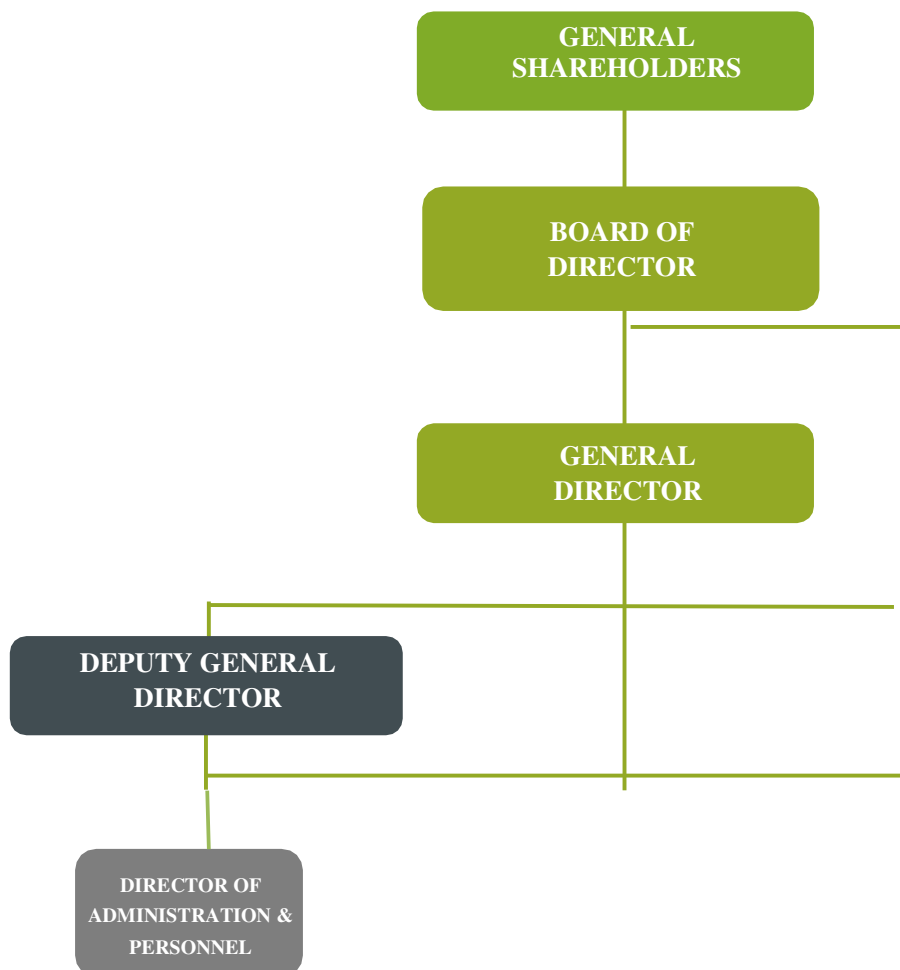 GENERAL
SHAREHOLDERS
BOARD OF
DIRECTOR
GENERAL
DIRECTOR
DEPUTY GENERAL
DIRECTOR
DIRECTOR OF
ADMINISTRATION &
PERSONNEL